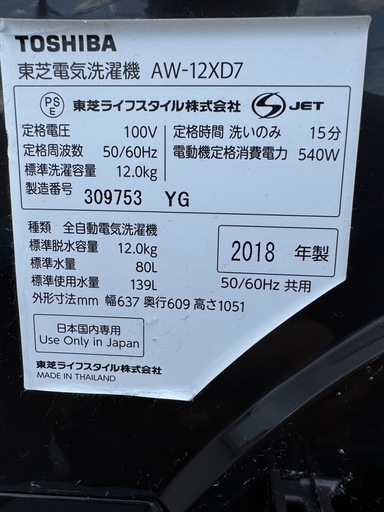 TOSHIBA
東芝電気洗濯機 AW-12XD7
PSE 東芝ライフスタイル株式会社 S JET
定格電圧 100V 定格時間 洗いのみ 15分
定格周波数 50/60Hz 電動機定格消費電力 540W
標準洗濯容量 12.0kg
製造番号 309753 YG
種類 全自動電気洗濯機
標準脱水容量 12.0kg 2018 年製
標準水量 80L
標準使用水量 139L 50/60Hz 共用
外形寸法mm 幅637 奥行609 高さ1051
日本国内専用
Use Only in Japan
東芝ライフスタイル株式会社
MADE IN THAILAND